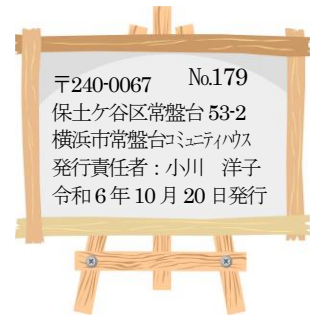 〒240-0067 No.179
保土ケ谷区常盤台 53-2
横浜市常盤台ｺﾐｭﾆﾃｨﾊｳｽ
発行責任者：小川　洋子
令和 6 年 10 月 20 日発行